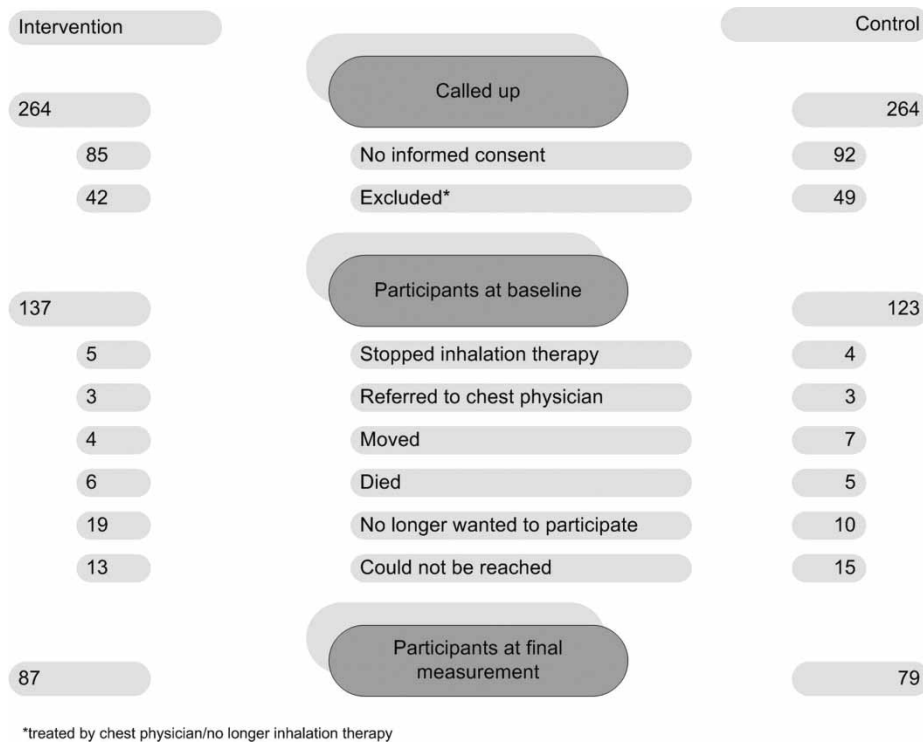 Intervention Control
Called up
264 264
85 No informed consent 92
42 Excluded* 49
Participants at baseline
137 123
5 Stopped inhalation therapy 4
3 Referred to chest physician 3
4 Moved 7
6 Died 5
19 No longer wanted to participate 10
13 Could not be reached 15
Participants at final
measurement
87 79
*treated by chest physician/no longer inhalation therapy